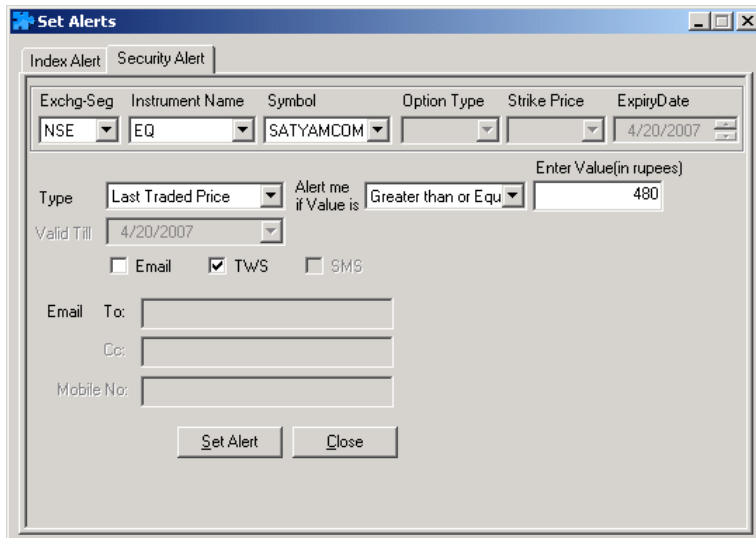 Set Alerts
Index Alert Security Alert
Exchg-Seg Instrument Name Symbol Option Type Strike Price ExpiryDate
NSE EQ SATYAMCOM 4/20/2007
Enter Value(in rupees)
Type Last Traded Price Alert me if Value is Greater than or Equ 480
Valid Till 4/20/2007
Email TWS SMS
Email To:
Cc:
Mobile No:
Set Alert Close